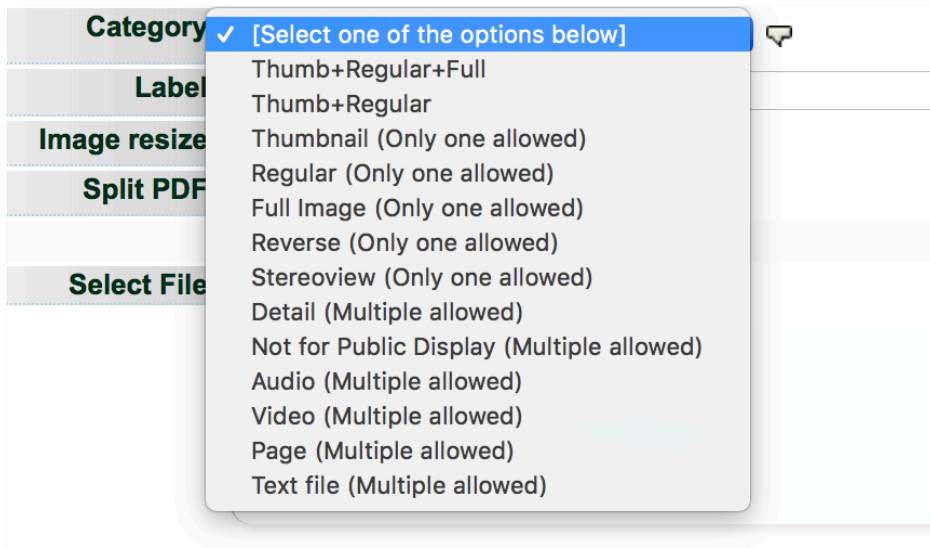 Category
✓ [Select one of the options below]
Thumb+Regular+Full
Label
Thumb+Regular
Image resize
Thumbnail (Only one allowed)
Split PDF
Regular (Only one allowed)
Full Image (Only one allowed)
Reverse (Only one allowed)
Select File
Stereoview (Only one allowed)
Detail (Multiple allowed)
Not for Public Display (Multiple allowed)
Audio (Multiple allowed)
Video (Multiple allowed)
Page (Multiple allowed)
Text file (Multiple allowed)